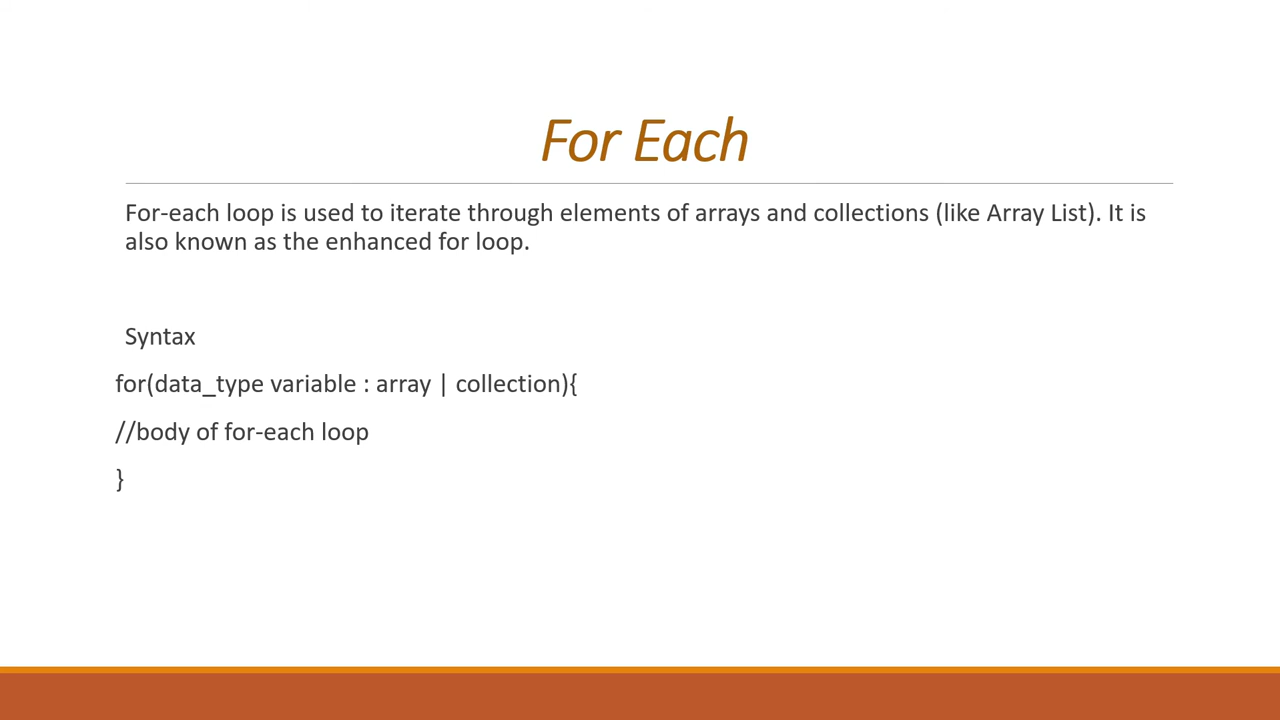 For Each
For-each loop is used to iterate through elements of arrays and collections (like Array List). It is
also known as the enhanced for loop.
Syntax
for(data_type variable : array | collection){
//body of for-each loop
}